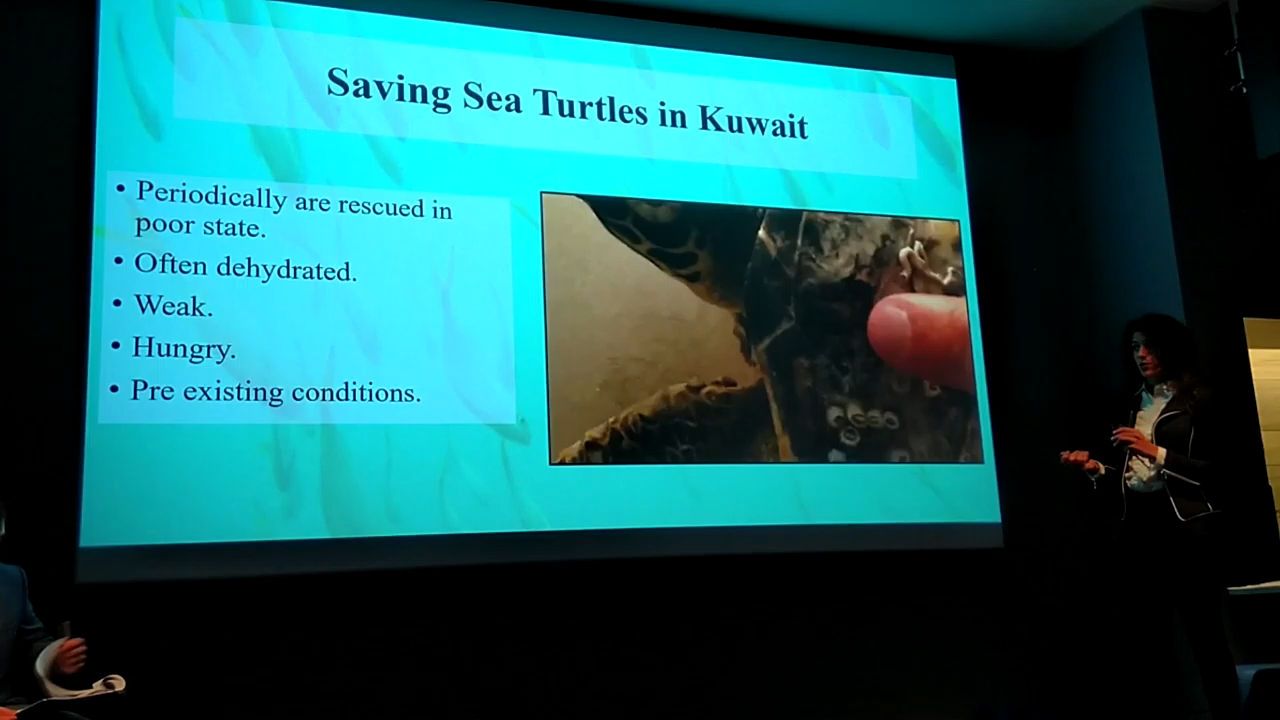 Saving Sea Turtles in Kuwait
• Periodically are rescued in
poor state.
• Often dehydrated.
• Weak.
• Hungry.
• Pre existing conditions.